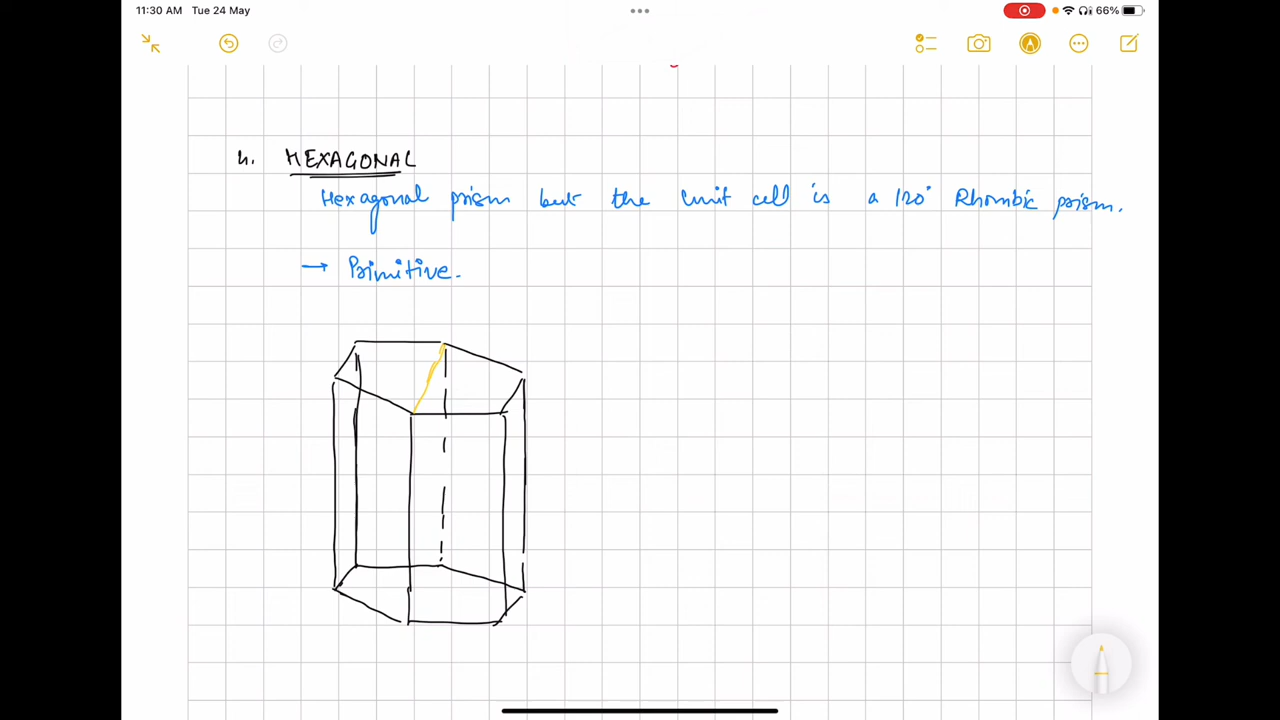 11:30 AM Tue 24 May 66%
4. HEXAGONAL
Hexagonal prism but the unit cell is a 120° Rhombic prism.
→ Primitive.